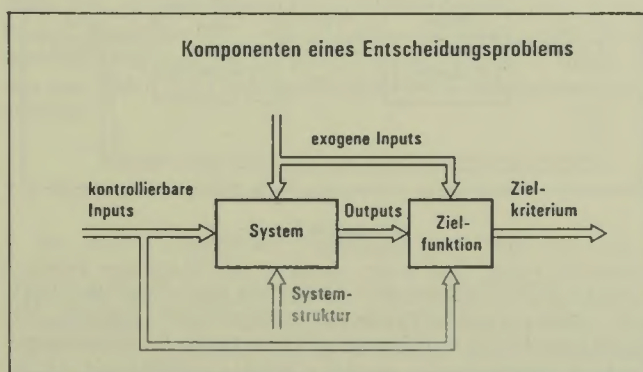 Komponenten eines Entscheidungsproblems
exogene Inputs
kontrollierbare
Inputs
System
Outputs
Ziel-
funktion
Ziel-
kriterium
System-
struktur